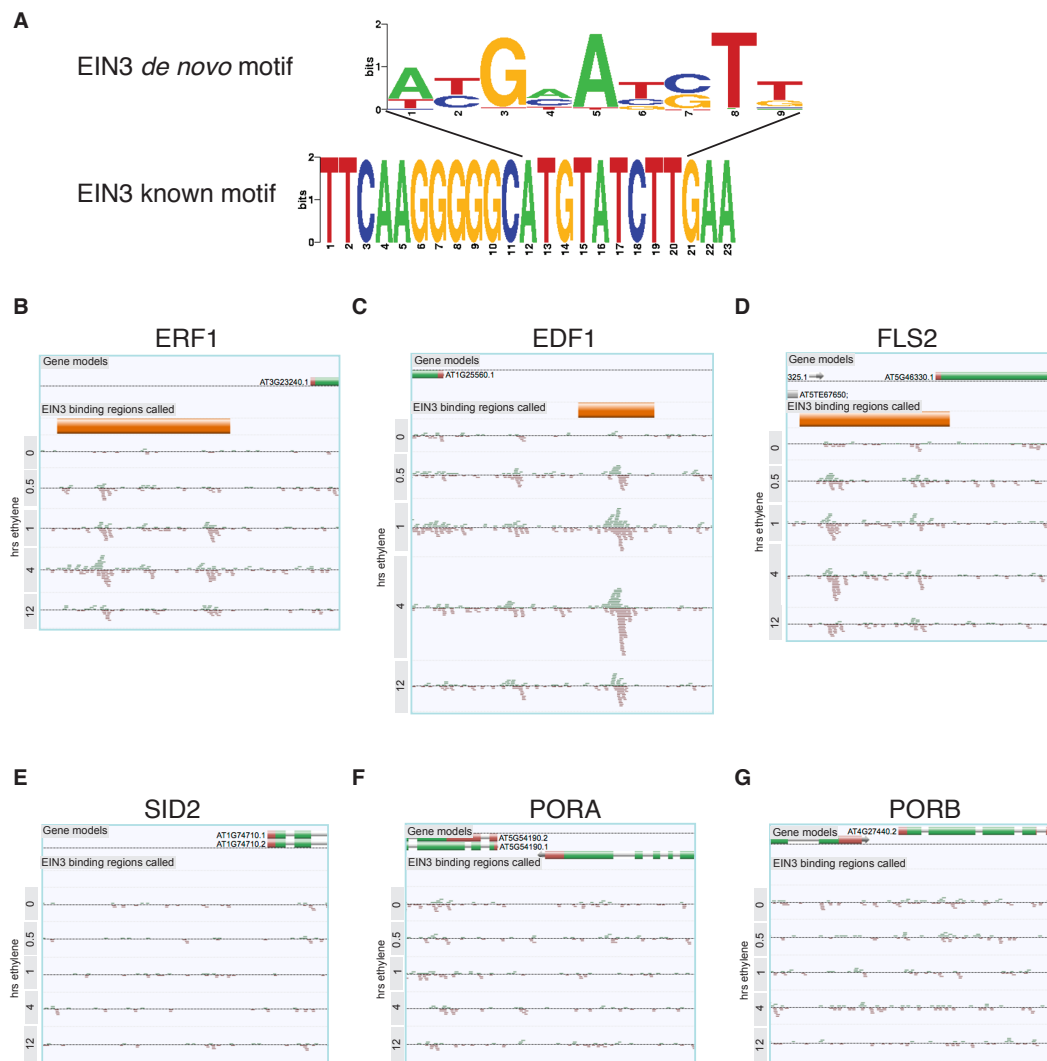 A
EIN3 de novo motif
2
1
0
bits
ATGAATCTT
TCCCCGG
1 2 3 4 5 6 7 8 9
EIN3 known motif
2
1
0
bits
TTCAAGGGGGCATGTATCTTGAA
1 2 3 4 5 6 7 8 9 10 11 12 13 14 15 16 17 18 19 20 21 22 23
B
ERF1
Gene models
AT3G23240.1
EIN3 binding regions called
hrs ethylene
0
0.5
1
4
12
C
EDF1
Gene models
AT1G25560.1
EIN3 binding regions called
hrs ethylene
0
0.5
1
4
12
D
FLS2
Gene models
325.1
AT5G46330.1
AT5TE67650;
EIN3 binding regions called
hrs ethylene
0
0.5
1
4
12
E
SID2
Gene models
AT1G74710.1
AT1G74710.2
EIN3 binding regions called
hrs ethylene
0
0.5
1
4
12
F
PORA
Gene models
AT5G54190.2
AT5G54190.1
EIN3 binding regions called
hrs ethylene
0
0.5
1
4
12
G
PORB
Gene models
AT4G27440.2
EIN3 binding regions called
hrs ethylene
0
0.5
1
4
12